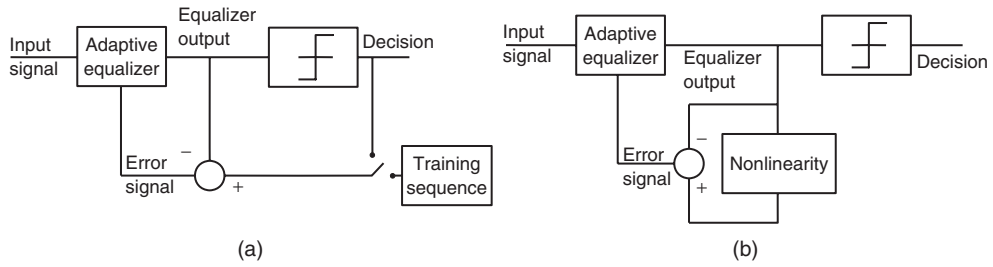 Input
signal
Adaptive
equalizer
Equalizer
output
Decision
Error
signal
−
+
Training
sequence
(a)
Input
signal
Adaptive
equalizer
Equalizer
output
Decision
Error
signal
−
+
Nonlinearity
(b)